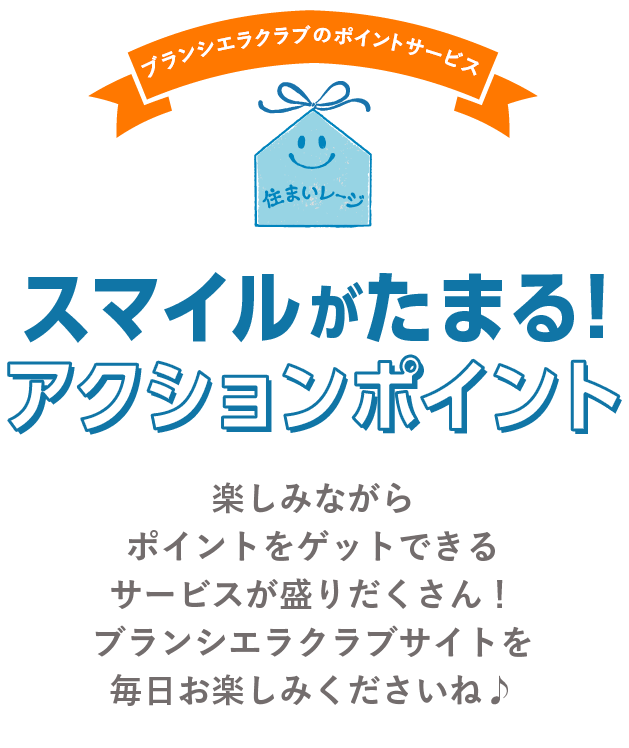 ブランシエラクラブのポイントサービス
住まいレージ
スマイルがたまる!
アクションポイント
楽しみながら
ポイントをゲットできる
サービスが盛りだくさん！
ブランシエラクラブサイトを
毎日お楽しみくださいね♪